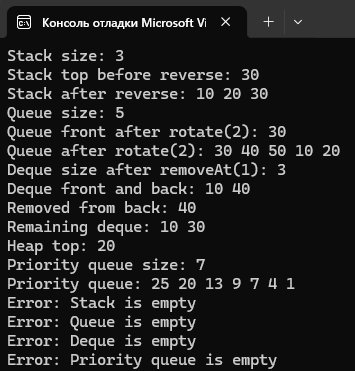 Консоль отладки Microsoft Vi
Stack size: 3
Stack top before reverse: 30
Stack after reverse: 10 20 30
Queue size: 5
Queue front after rotate(2): 30
Queue after rotate(2): 30 40 50 10 20
Deque size after removeAt(1): 3
Deque front and back: 10 40
Removed from back: 40
Remaining deque: 10 30
Heap top: 20
Priority queue size: 7
Priority queue: 25 20 13 9 7 4 1
Error: Stack is empty
Error: Queue is empty
Error: Deque is empty
Error: Priority queue is empty